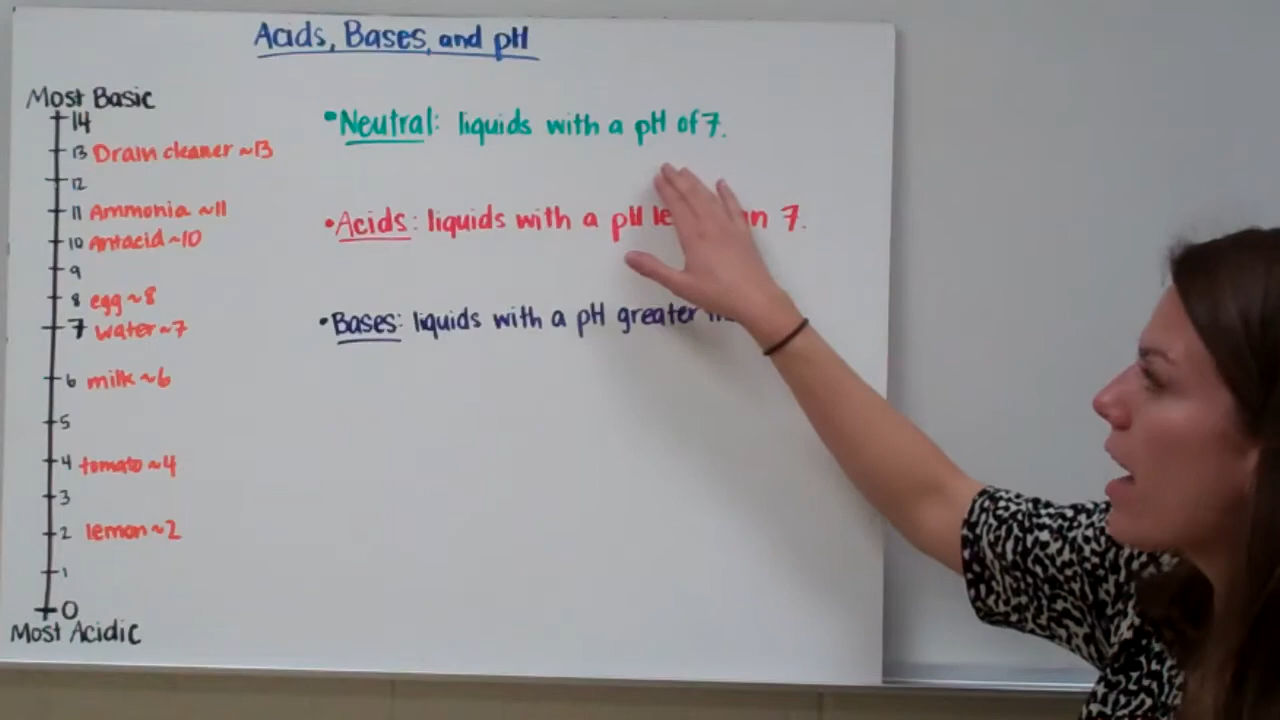 Acids, Bases, and pH
Most Basic
14
13 Drain cleaner ~13
12
11 Ammonia ~11
10 Antacid ~10
9
8 egg ~8
7 water ~7
6 milk ~6
5
4 tomato ~4
3
2 lemon ~2
1
0
Most Acidic
•Neutral: liquids with a pH of 7.
•Acids: liquids with a pH 7.
•Bases: liquids with a pH greater